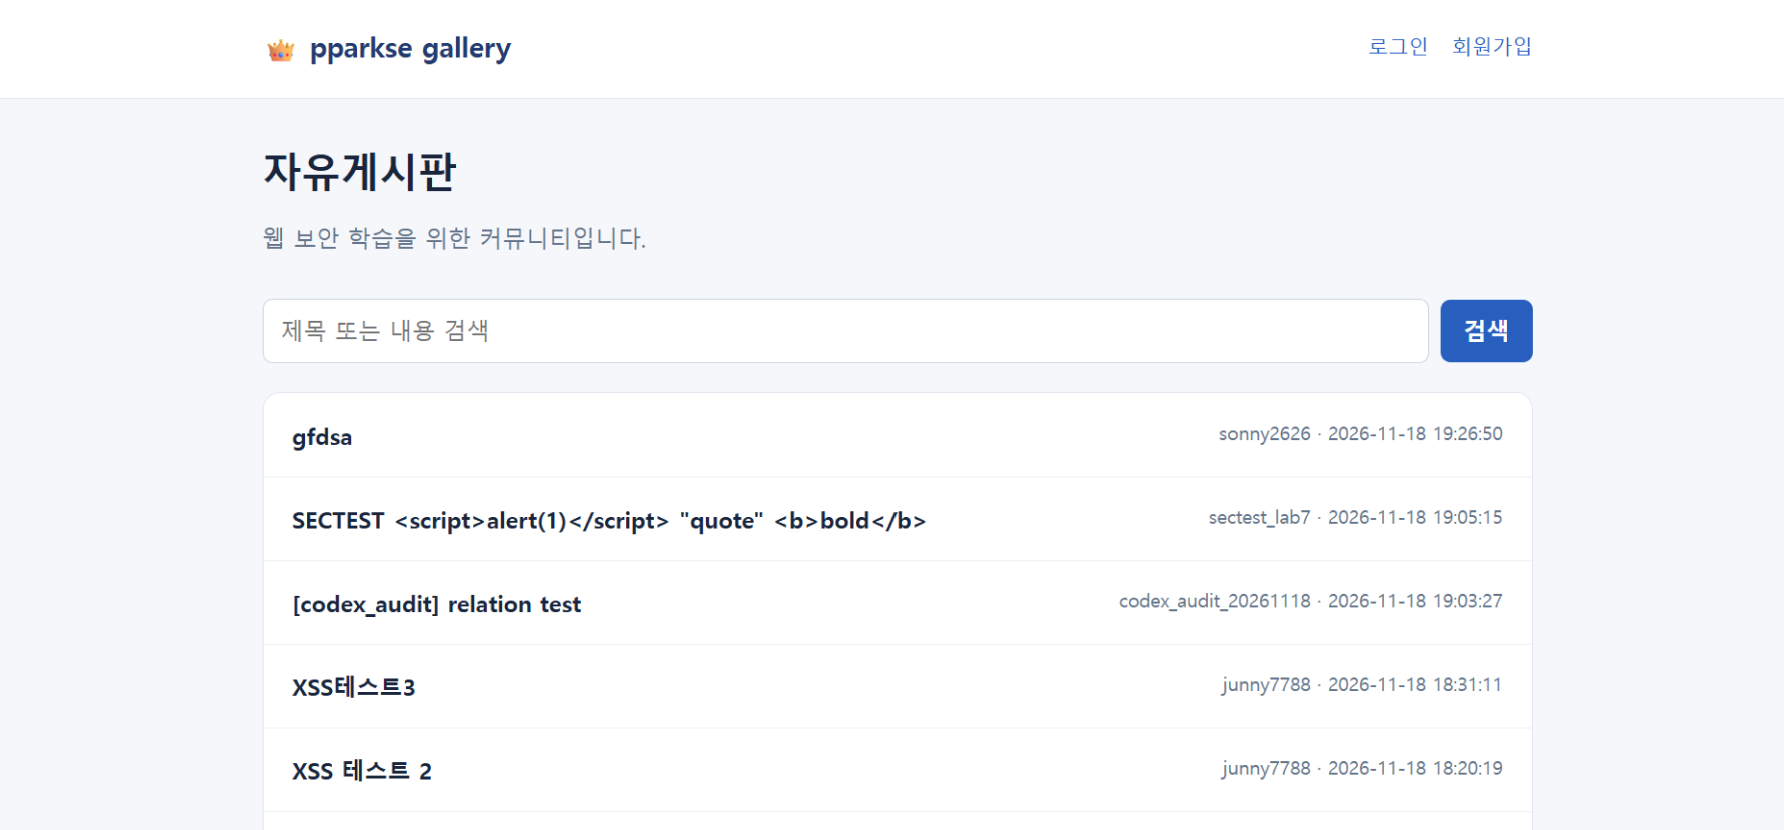 pparkse gallery
로그인 회원가입
자유게시판
웹 보안 학습을 위한 커뮤니티입니다.
제목 또는 내용 검색
검색
gfdsa
sonny2626 · 2026-11-18 19:26:50
SECTEST <script>alert(1)</script> "quote" <b>bold</b>
sectest_lab7 · 2026-11-18 19:05:15
[codex_audit] relation test
codex_audit_20261118 · 2026-11-18 19:03:27
XSS테스트3
junny7788 · 2026-11-18 18:31:11
XSS 테스트 2
junny7788 · 2026-11-18 18:20:19